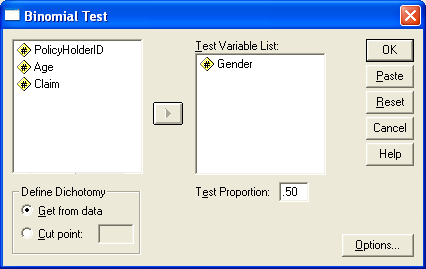 Binomial Test
PolicyHolderID
Age
Claim
Test Variable List:
Gender
OK
Paste
Reset
Cancel
Help
Define Dichotomy
Get from data
Cut point:
Test Proportion: .50
Options...